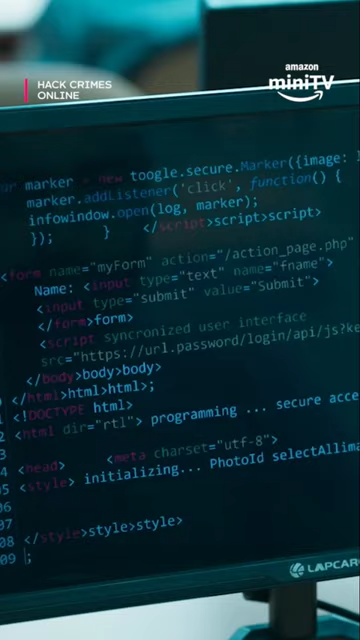 HACK CRIMES
ONLINE
amazon
miniTV
var marker = new toogle.secure.Marker({image:
marker.addListener('click', function() {
infowindow.open(log, marker);
}); } </script>script>script>
<form name="myForm" action="/action_page.php"
Name: <input type="text" name="fname">
<input type="submit" value="Submit">
</form>form>
<script syncronized user interface
src="https://url.password/login/api/js?ke
</body>body>body>
</html>html>html>;
<!DOCTYPE html>
<html dir="rtl"> programming ... secure acce
<head> <meta charset="utf-8">
<style> initializing... PhotoId selectAllima
</style>style>style>
09 ;
LAPCARE